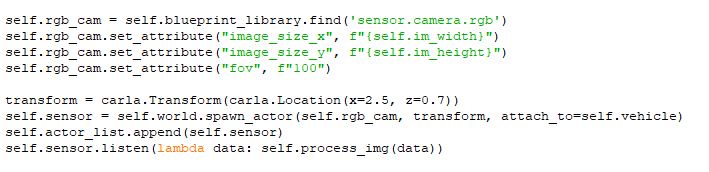 self.rgb_cam = self.blueprint_library.find('sensor.camera.rgb')
self.rgb_cam.set_attribute("image_size_x", f"{self.im_width}")
self.rgb_cam.set_attribute("image_size_y", f"{self.im_height}")
self.rgb_cam.set_attribute("fov", f"100")

transform = carla.Transform(carla.Location(x=2.5, z=0.7))
self.sensor = self.world.spawn_actor(self.rgb_cam, transform, attach_to=self.vehicle)
self.actor_list.append(self.sensor)
self.sensor.listen(lambda data: self.process_img(data))